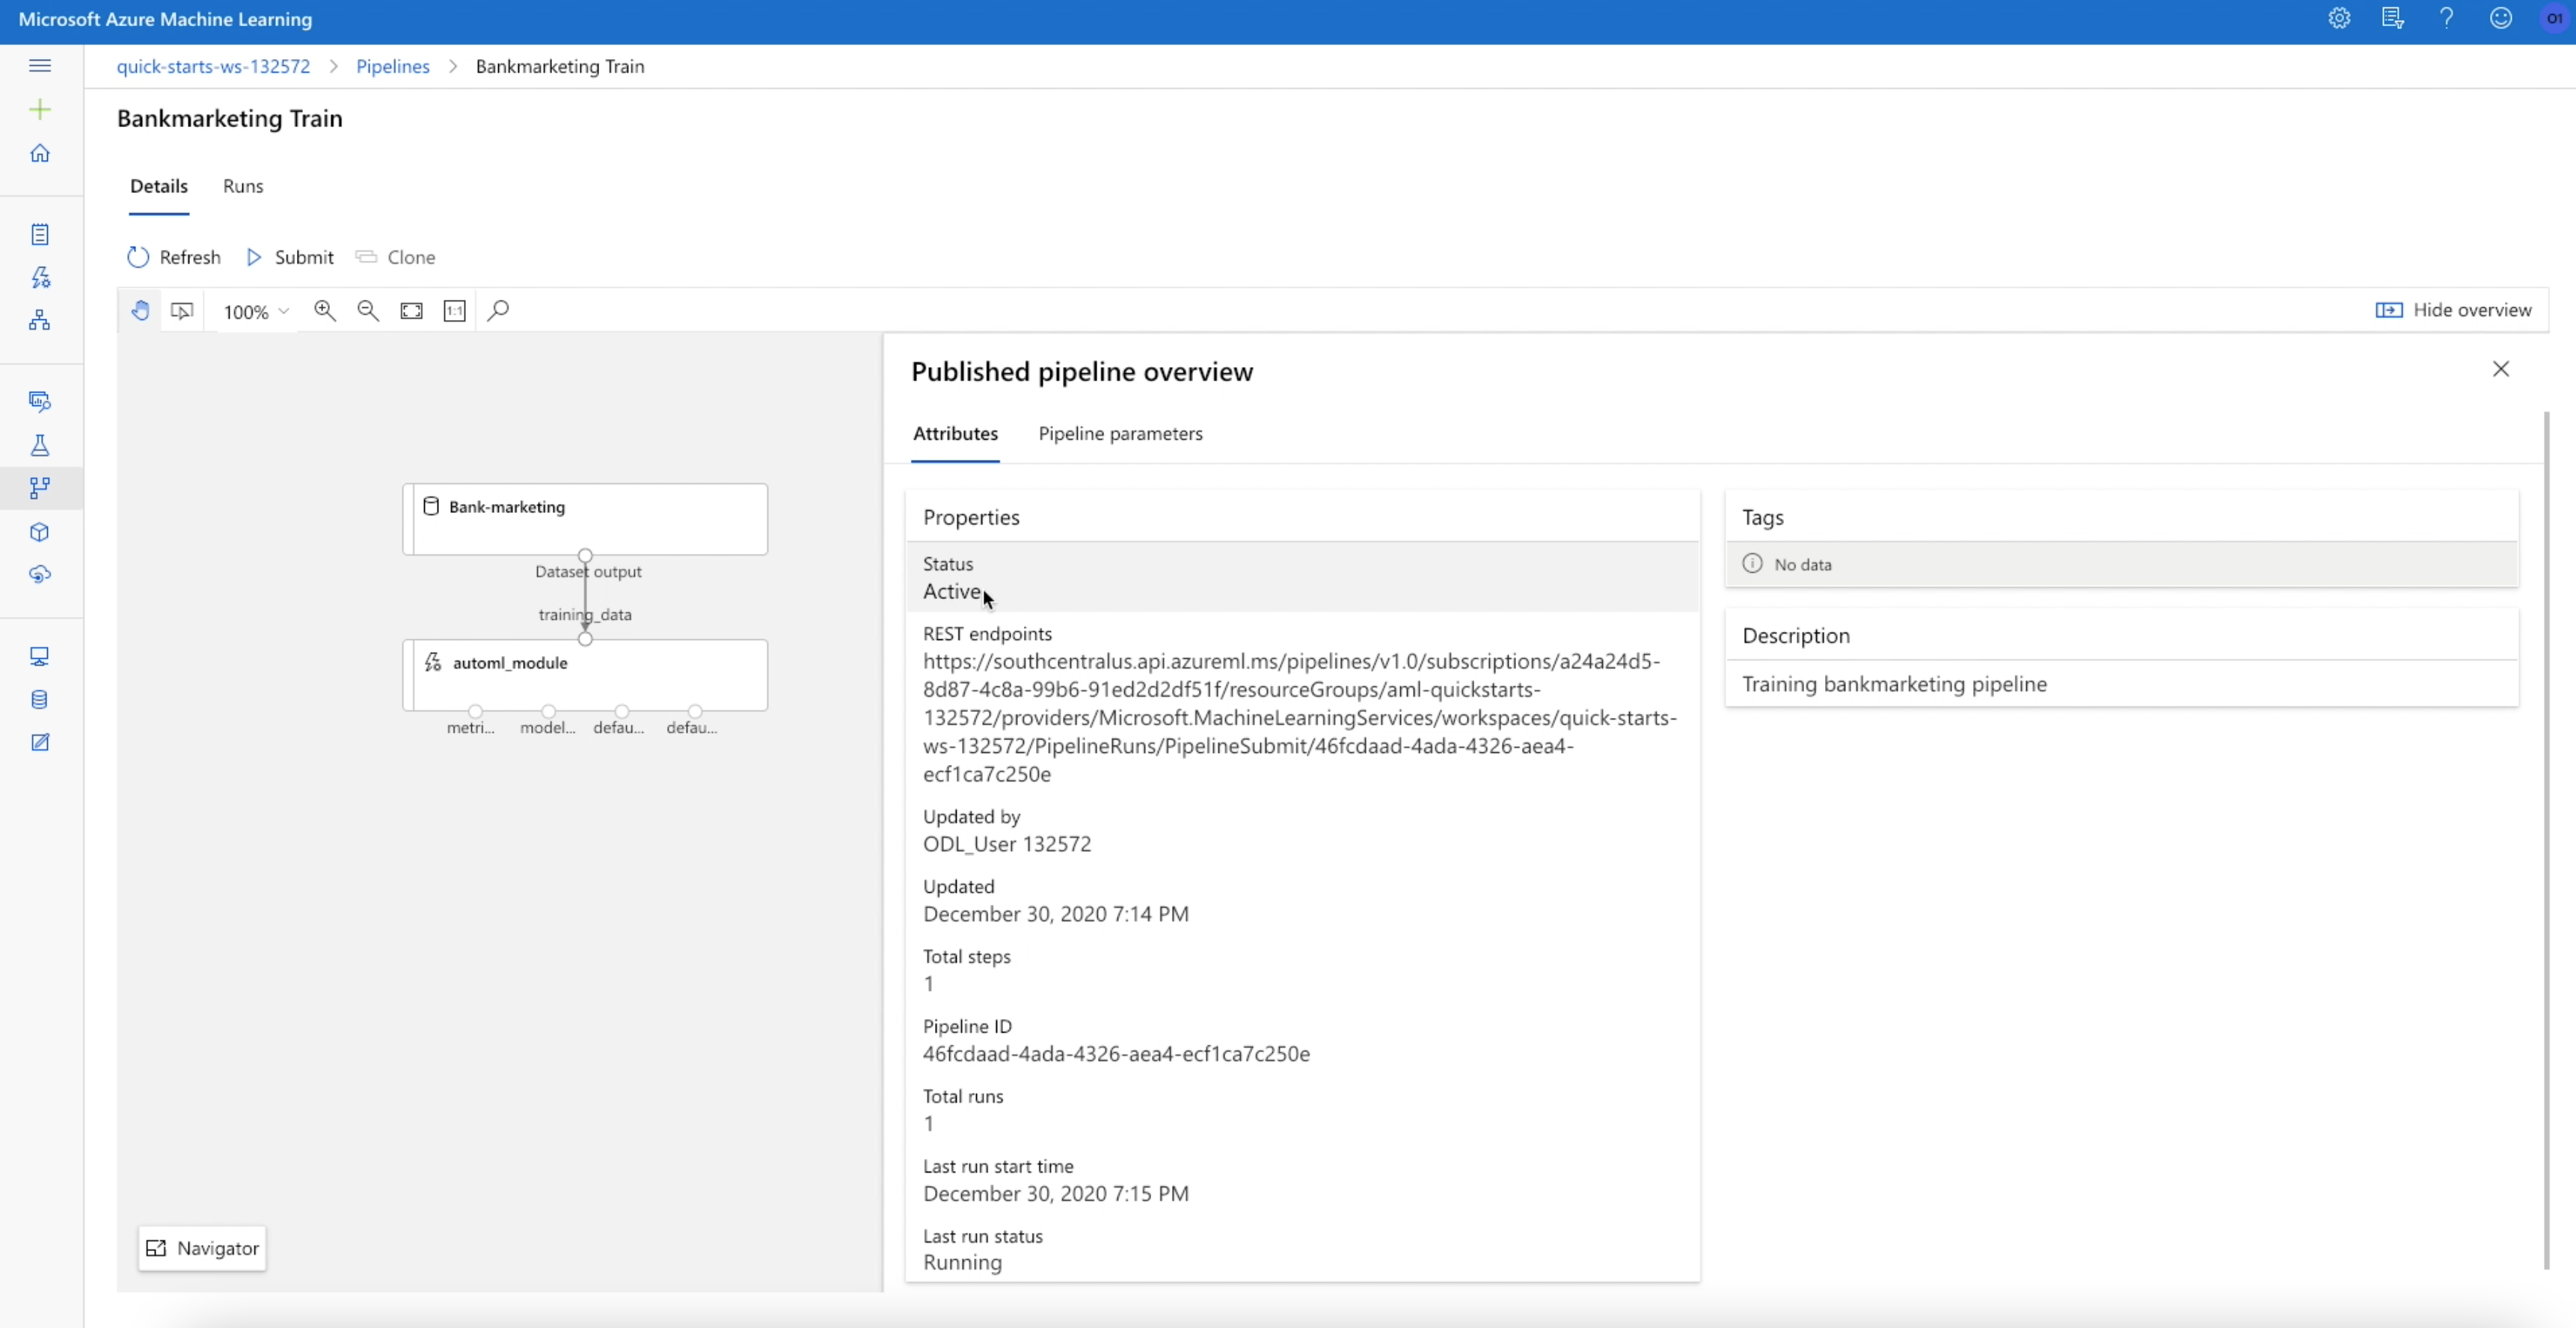 Microsoft Azure Machine Learning
O1
quick-starts-ws-132572 > Pipelines > Bankmarketing Train
Bankmarketing Train
Details Runs
Refresh Submit Clone
100% 1:1 Hide overview
Bank-marketing
Dataset output
training_data
automl_module
metri... model... defau... defau...
Navigator
Published pipeline overview
Attributes Pipeline parameters
Properties
Status
Active
REST endpoints
https://southcentralus.api.azureml.ms/pipelines/v1.0/subscriptions/a24a24d5-
8d87-4c8a-99b6-91ed2d2df51f/resourceGroups/aml-quickstarts-
132572/providers/Microsoft.MachineLearningServices/workspaces/quick-starts-
ws-132572/PipelineRuns/PipelineSubmit/46fcdaad-4ada-4326-aea4-
ecf1ca7c250e
Updated by
ODL_User 132572
Updated
December 30, 2020 7:14 PM
Total steps
1
Pipeline ID
46fcdaad-4ada-4326-aea4-ecf1ca7c250e
Total runs
1
Last run start time
December 30, 2020 7:15 PM
Last run status
Running
Tags
No data
Description
Training bankmarketing pipeline